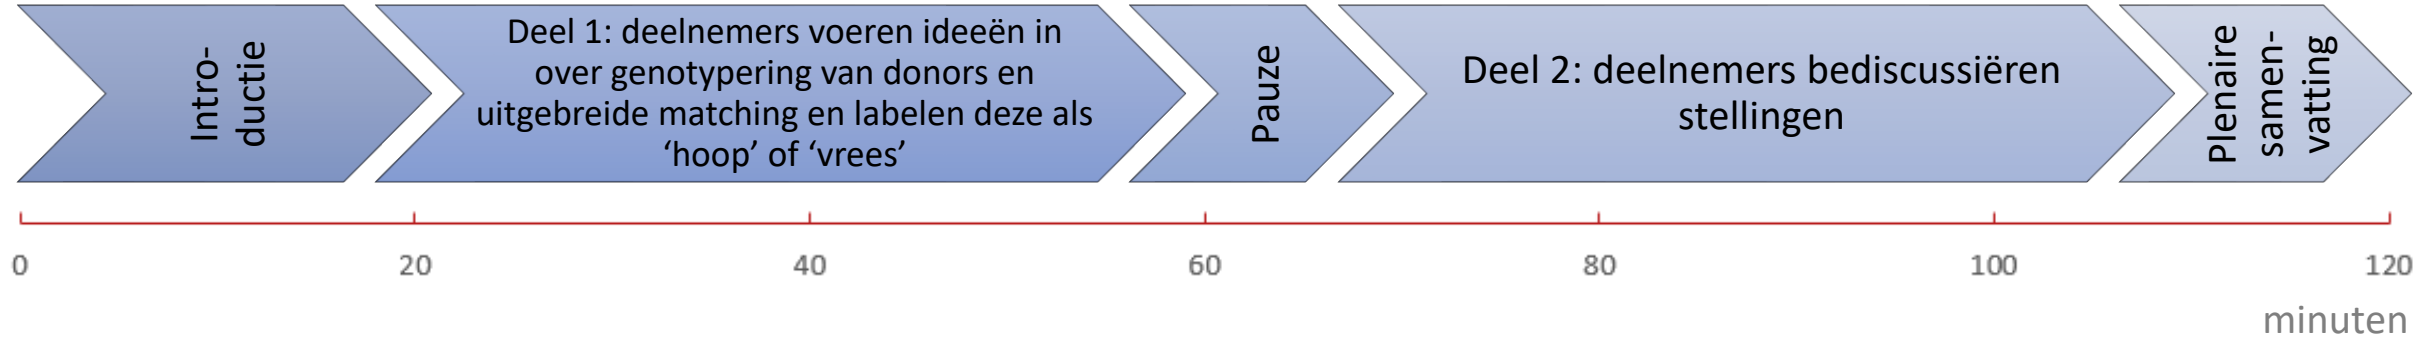 Intro-
ductie
Deel 1: deelnemers voeren ideeën in
over genotypering van donors en
uitgebreide matching en labelen deze als
‘hoop’ of ‘vrees’
Pauze
Deel 2: deelnemers bediscussiëren
stellingen
Plenaire
samen-
vatting
0 20 40 60 80 100 120
minuten